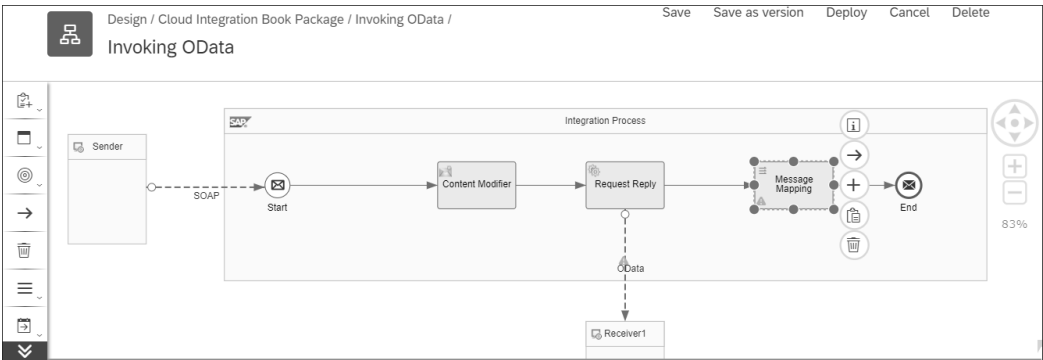 Design / Cloud Integration Book Package / Invoking OData /
Save Save as version Deploy Cancel Delete
Invoking OData
SAP
Integration Process
Sender
SOAP
Start
Content Modifier
Request Reply
Message
Mapping
End
83%
OData
Receiver1